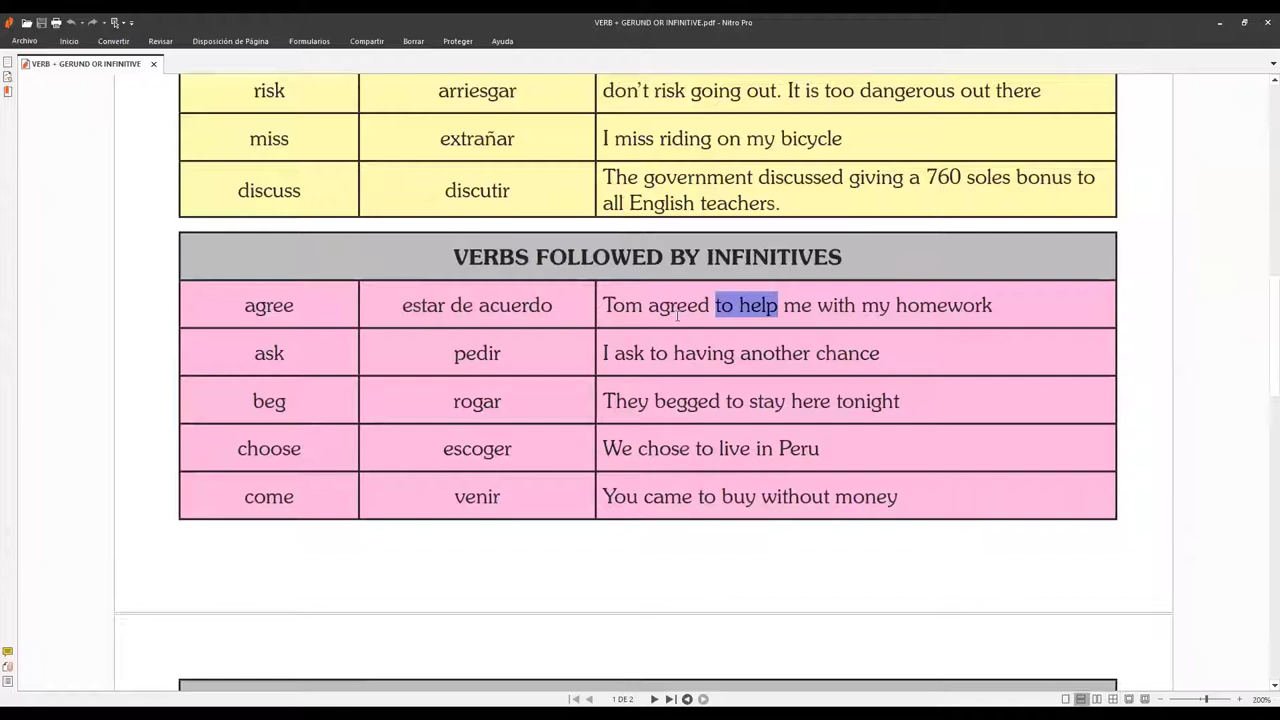 VERB + GERUND OR INFINITIVE.pdf - Nitro Pro
Archivo Inicio Convertir Revisar Disposición de Página Formularios Compartir Borrar Proteger Ayuda
VERB + GERUND OR INFINITIVE
risk arriesgar don't risk going out. It is too dangerous out there
miss extrañar I miss riding on my bicycle
discuss discutir The government discussed giving a 760 soles bonus to
all English teachers.
VERBS FOLLOWED BY INFINITIVES
agree estar de acuerdo Tom agreed to help me with my homework
ask pedir I ask to having another chance
beg rogar They begged to stay here tonight
choose escoger We chose to live in Peru
come venir You came to buy without money
1 DE 2
200%